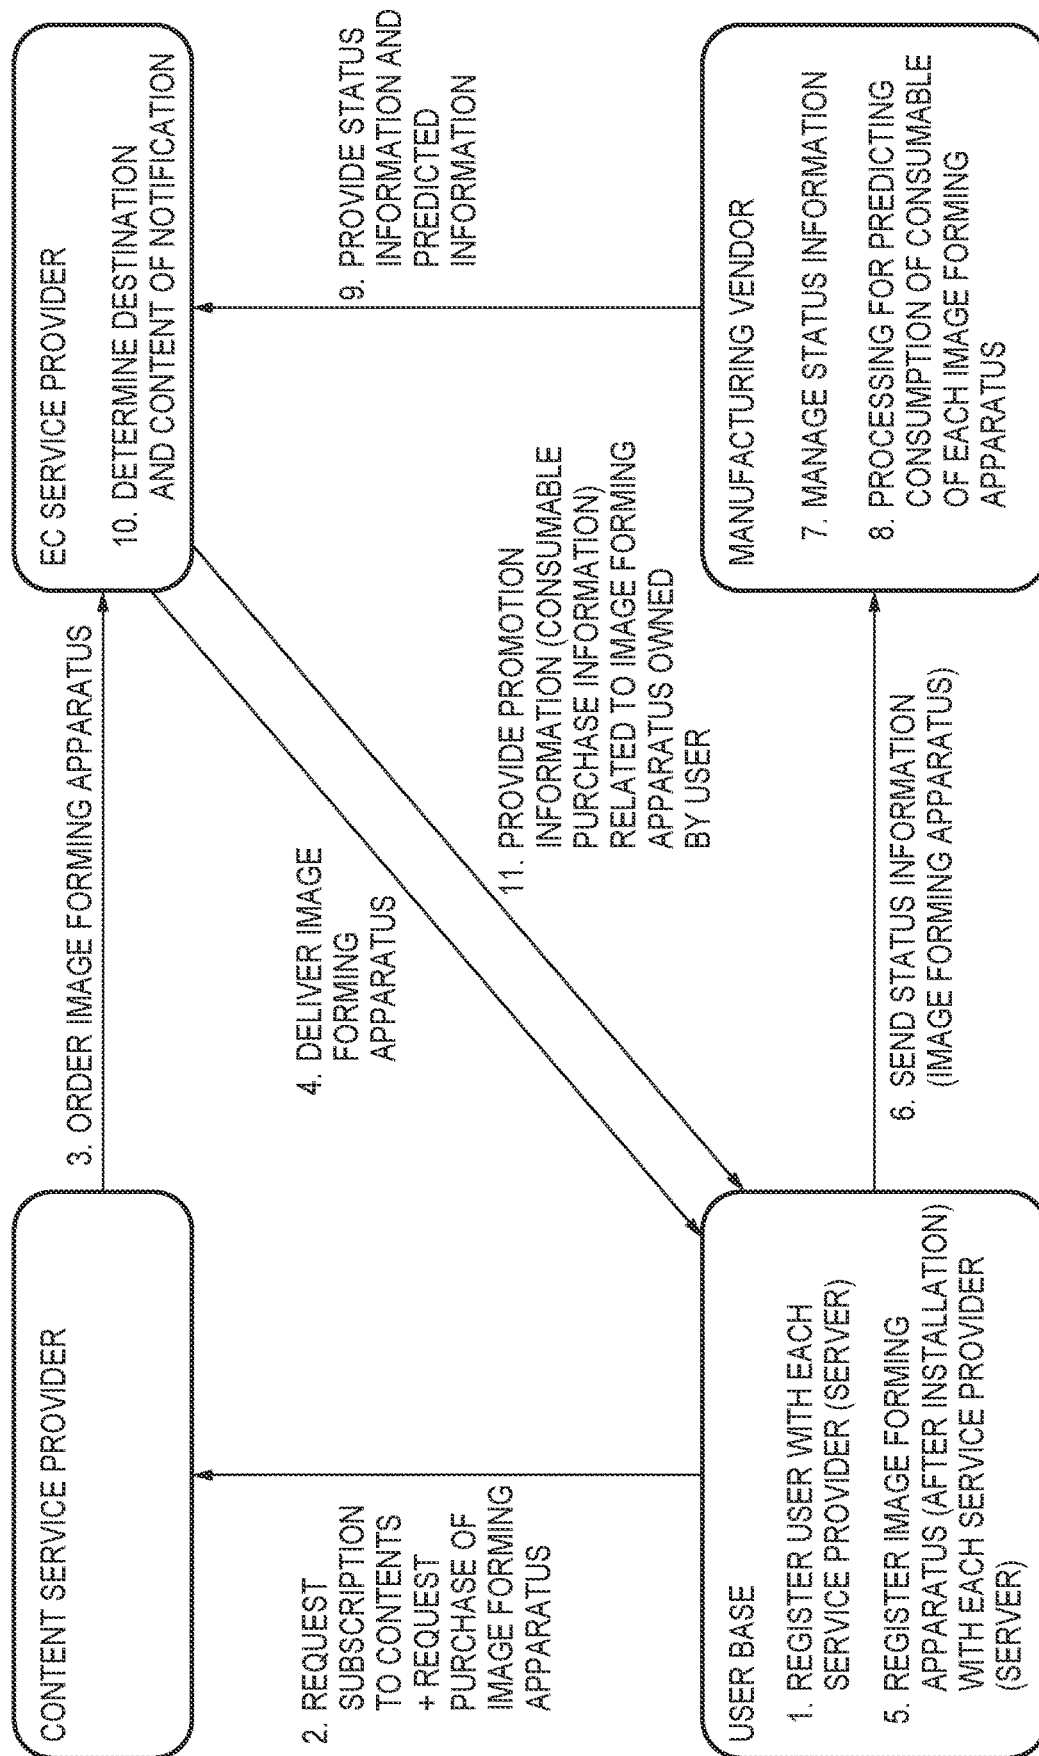 CONTENT SERVICE PROVIDER
3. ORDER IMAGE FORMING APPARATUS
EC SERVICE PROVIDER
10. DETERMINE DESTINATION
AND CONTENT OF NOTIFICATION
2. REQUEST
SUBSCRIPTION
TO CONTENTS
+ REQUEST
PURCHASE OF
IMAGE FORMING
APPARATUS
4. DELIVER IMAGE
FORMING
APPARATUS
11. PROVIDE PROMOTION
INFORMATION (CONSUMABLE
PURCHASE INFORMATION)
RELATED TO IMAGE FORMING
APPARATUS OWNED
BY USER
9. PROVIDE STATUS
INFORMATION AND
PREDICTED
INFORMATION
USER BASE
1. REGISTER USER WITH EACH
SERVICE PROVIDER (SERVER)
5. REGISTER IMAGE FORMING
APPARATUS (AFTER INSTALLATION)
WITH EACH SERVICE PROVIDER
(SERVER)
6. SEND STATUS INFORMATION
(IMAGE FORMING APPARATUS)
MANUFACTURING VENDOR
7. MANAGE STATUS INFORMATION
8. PROCESSING FOR PREDICTING
CONSUMPTION OF CONSUMABLE
OF EACH IMAGE FORMING
APPARATUS